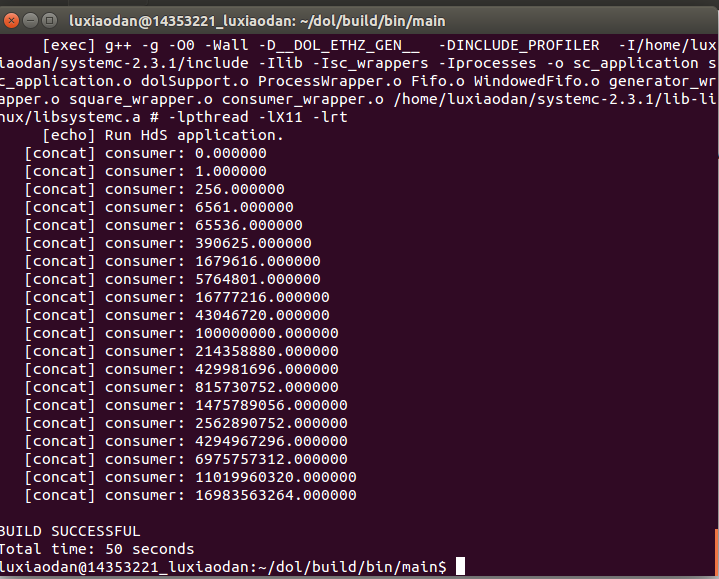 luxiaodan@14353221_luxiaodan: ~/dol/build/bin/main
[exec] g++ -g -O0 -Wall -D__DOL_ETHZ_GEN__  -DINCLUDE_PROFILER  -I/home/lux
iaodan/systemc-2.3.1/include -Ilib -Isc_wrappers -Iprocesses -o sc_application s
c_application.o dolSupport.o ProcessWrapper.o Fifo.o WindowedFifo.o generator_wr
apper.o square_wrapper.o consumer_wrapper.o /home/luxiaodan/systemc-2.3.1/lib-li
nux/libsystemc.a # -lpthread -lX11 -lrt
[echo] Run HdS application.
[concat] consumer: 0.000000
[concat] consumer: 1.000000
[concat] consumer: 256.000000
[concat] consumer: 6561.000000
[concat] consumer: 65536.000000
[concat] consumer: 390625.000000
[concat] consumer: 1679616.000000
[concat] consumer: 5764801.000000
[concat] consumer: 16777216.000000
[concat] consumer: 43046720.000000
[concat] consumer: 100000000.000000
[concat] consumer: 214358880.000000
[concat] consumer: 429981696.000000
[concat] consumer: 815730752.000000
[concat] consumer: 1475789056.000000
[concat] consumer: 2562890752.000000
[concat] consumer: 4294967296.000000
[concat] consumer: 6975757312.000000
[concat] consumer: 11019960320.000000
[concat] consumer: 16983563264.000000
BUILD SUCCESSFUL
Total time: 50 seconds
luxiaodan@14353221_luxiaodan:~/dol/build/bin/main$